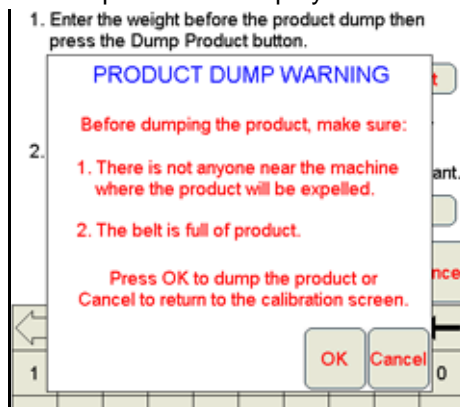 1. Enter the weight before the product dump then
press the Dump Product button.
PRODUCT DUMP WARNING
Before dumping the product, make sure:
2.
1. There is not anyone near the machine
where the product will be expelled.
ant.
2. The belt is full of product.
Press OK to dump the product or
Cancel to return to the calibration screen.
OK Cancel
1 0